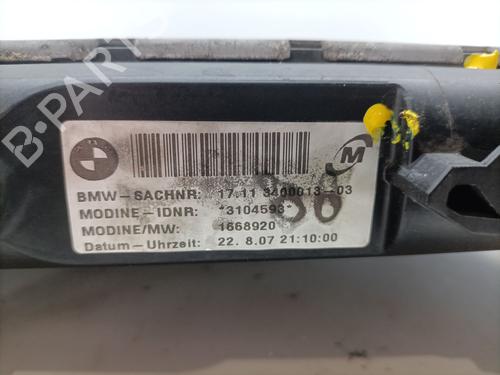 B-PARTS
BMW-SACHNR: 17.11 3400013-03
MODINE-IDNR: *3104593*
MODINE/MW: 1668920
Datum-Uhrzeit: 22. 8.07 21:10:00